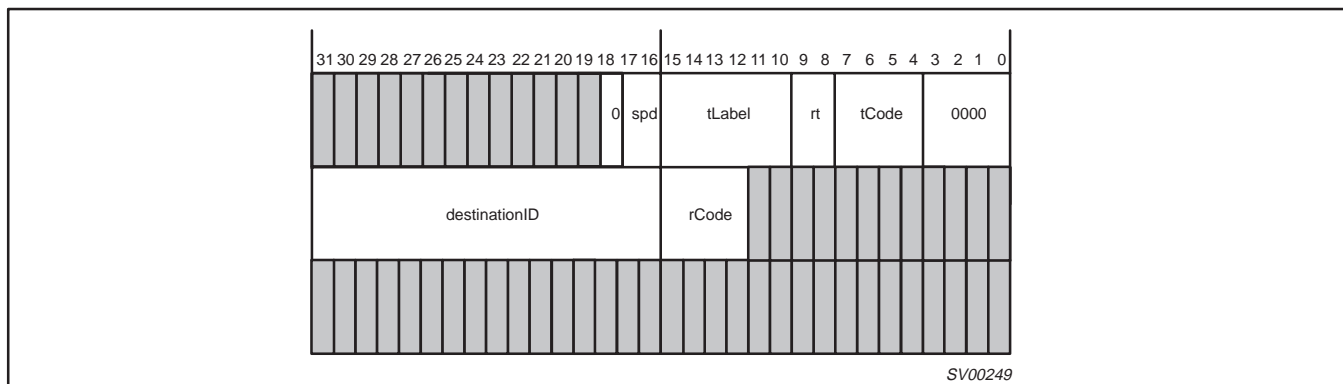 31 30 29 28 27 26 25 24 23 22 21 20 19 18 17 16 15 14 13 12 11 10 9 8 7 6 5 4 3 2 1 0
0 spd tLabel rt tCode 0000
destinationID rCode
SV00249